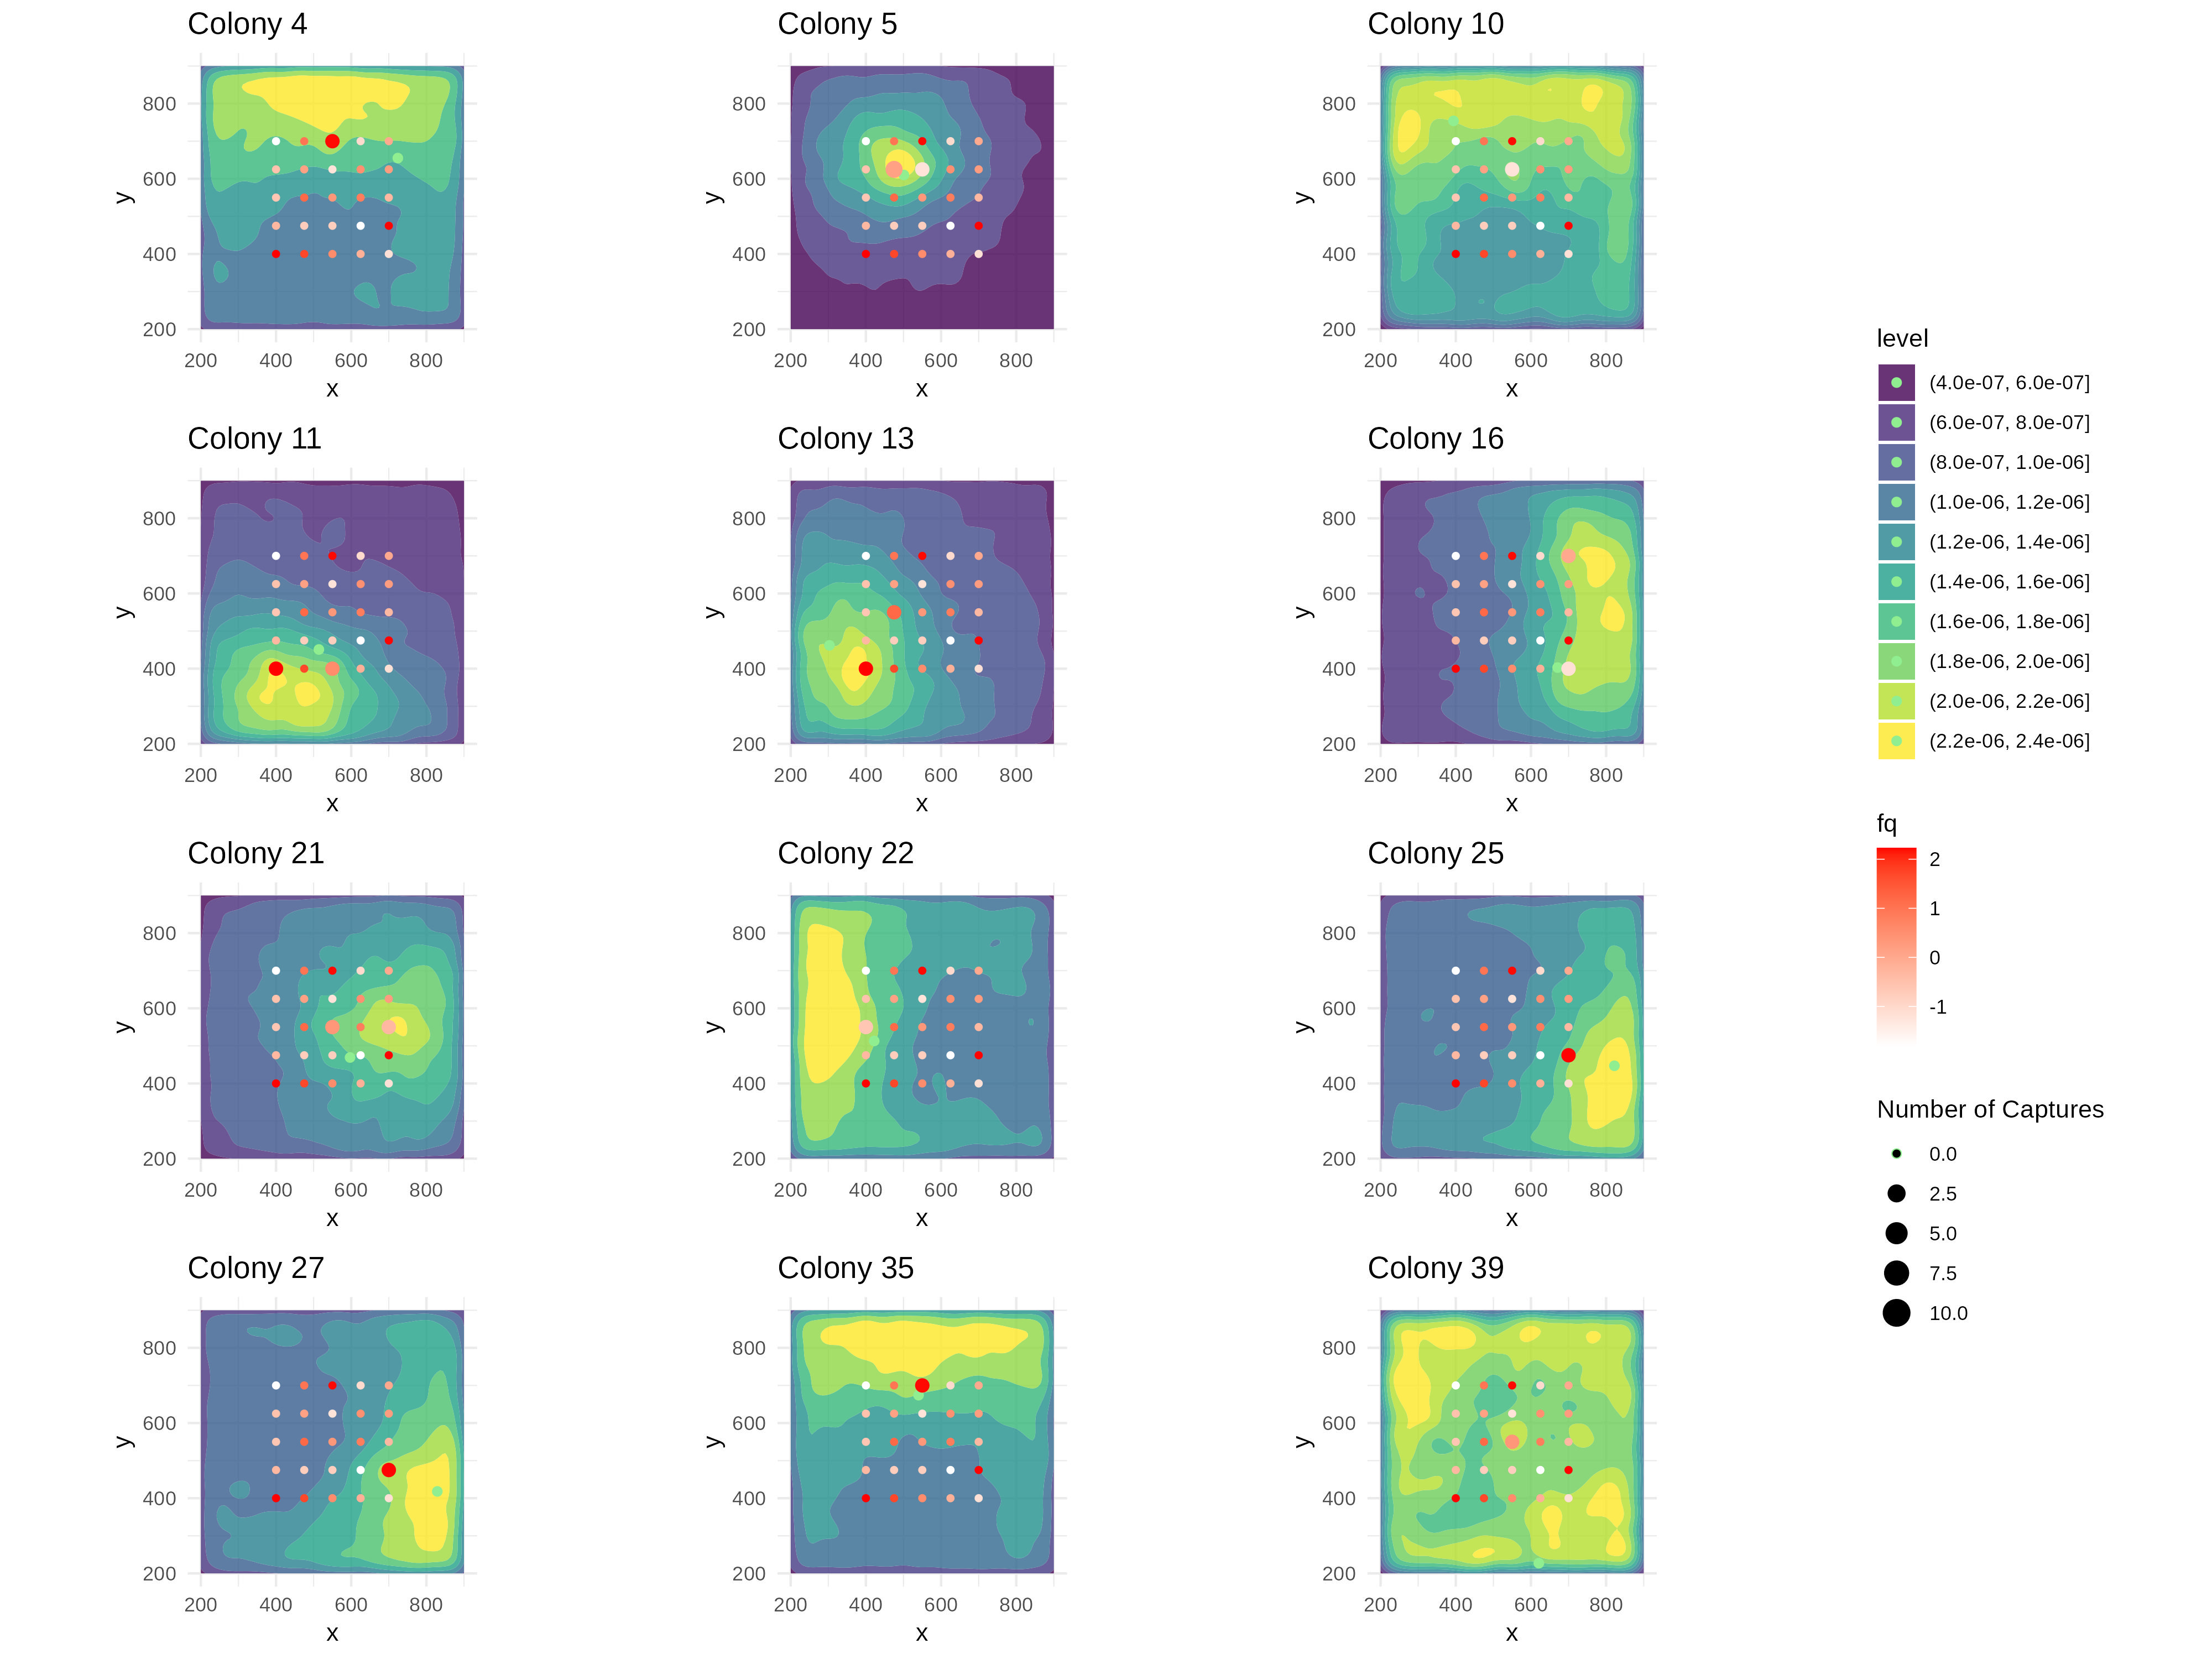 Colony 4
Colony 5
Colony 10
y
800
600
400
200
200 400 600 800
x
y
800
600
400
200
200 400 600 800
x
y
800
600
400
200
200 400 600 800
x
Colony 11
Colony 13
Colony 16
y
800
600
400
200
200 400 600 800
x
y
800
600
400
200
200 400 600 800
x
y
800
600
400
200
200 400 600 800
x
Colony 21
Colony 22
Colony 25
y
800
600
400
200
200 400 600 800
x
y
800
600
400
200
200 400 600 800
x
y
800
600
400
200
200 400 600 800
x
Colony 27
Colony 35
Colony 39
y
800
600
400
200
200 400 600 800
x
y
800
600
400
200
200 400 600 800
x
y
800
600
400
200
200 400 600 800
x
level
(4.0e-07, 6.0e-07]
(6.0e-07, 8.0e-07]
(8.0e-07, 1.0e-06]
(1.0e-06, 1.2e-06]
(1.2e-06, 1.4e-06]
(1.4e-06, 1.6e-06]
(1.6e-06, 1.8e-06]
(1.8e-06, 2.0e-06]
(2.0e-06, 2.2e-06]
(2.2e-06, 2.4e-06]
fq
2
1
0
-1
Number of Captures
0.0
2.5
5.0
7.5
10.0